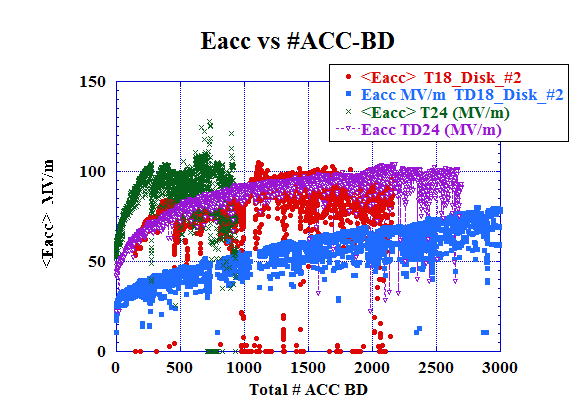 Eacc vs #ACC-BD
<Eacc> T18_Disk_#2
Eacc MV/m TD18_Disk_#2
<Eacc> T24 (MV/m)
Eacc TD24 (MV/m)
<Eacc> MV/m
150
100
50
0
0 500 1000 1500 2000 2500 3000
Total # ACC BD